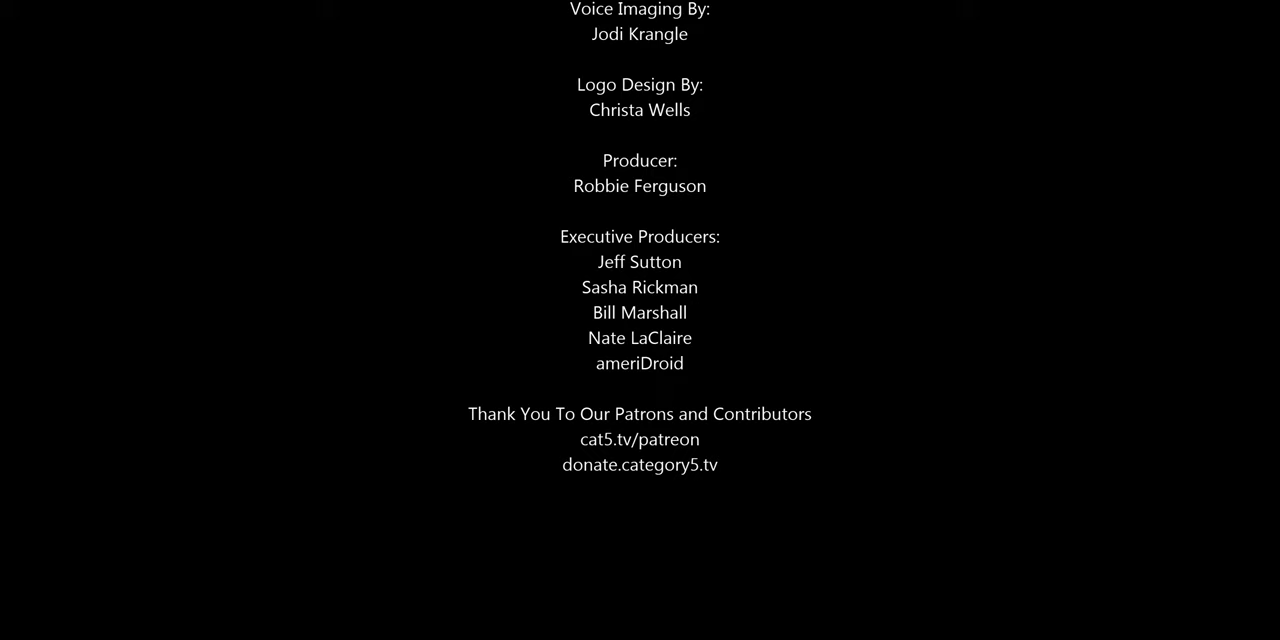 Voice Imaging By:
Jodi Krangle
Logo Design By:
Christa Wells
Producer:
Robbie Ferguson
Executive Producers:
Jeff Sutton
Sasha Rickman
Bill Marshall
Nate LaClaire
ameriDroid
Thank You To Our Patrons and Contributors
cat5.tv/patreon
donate.category5.tv